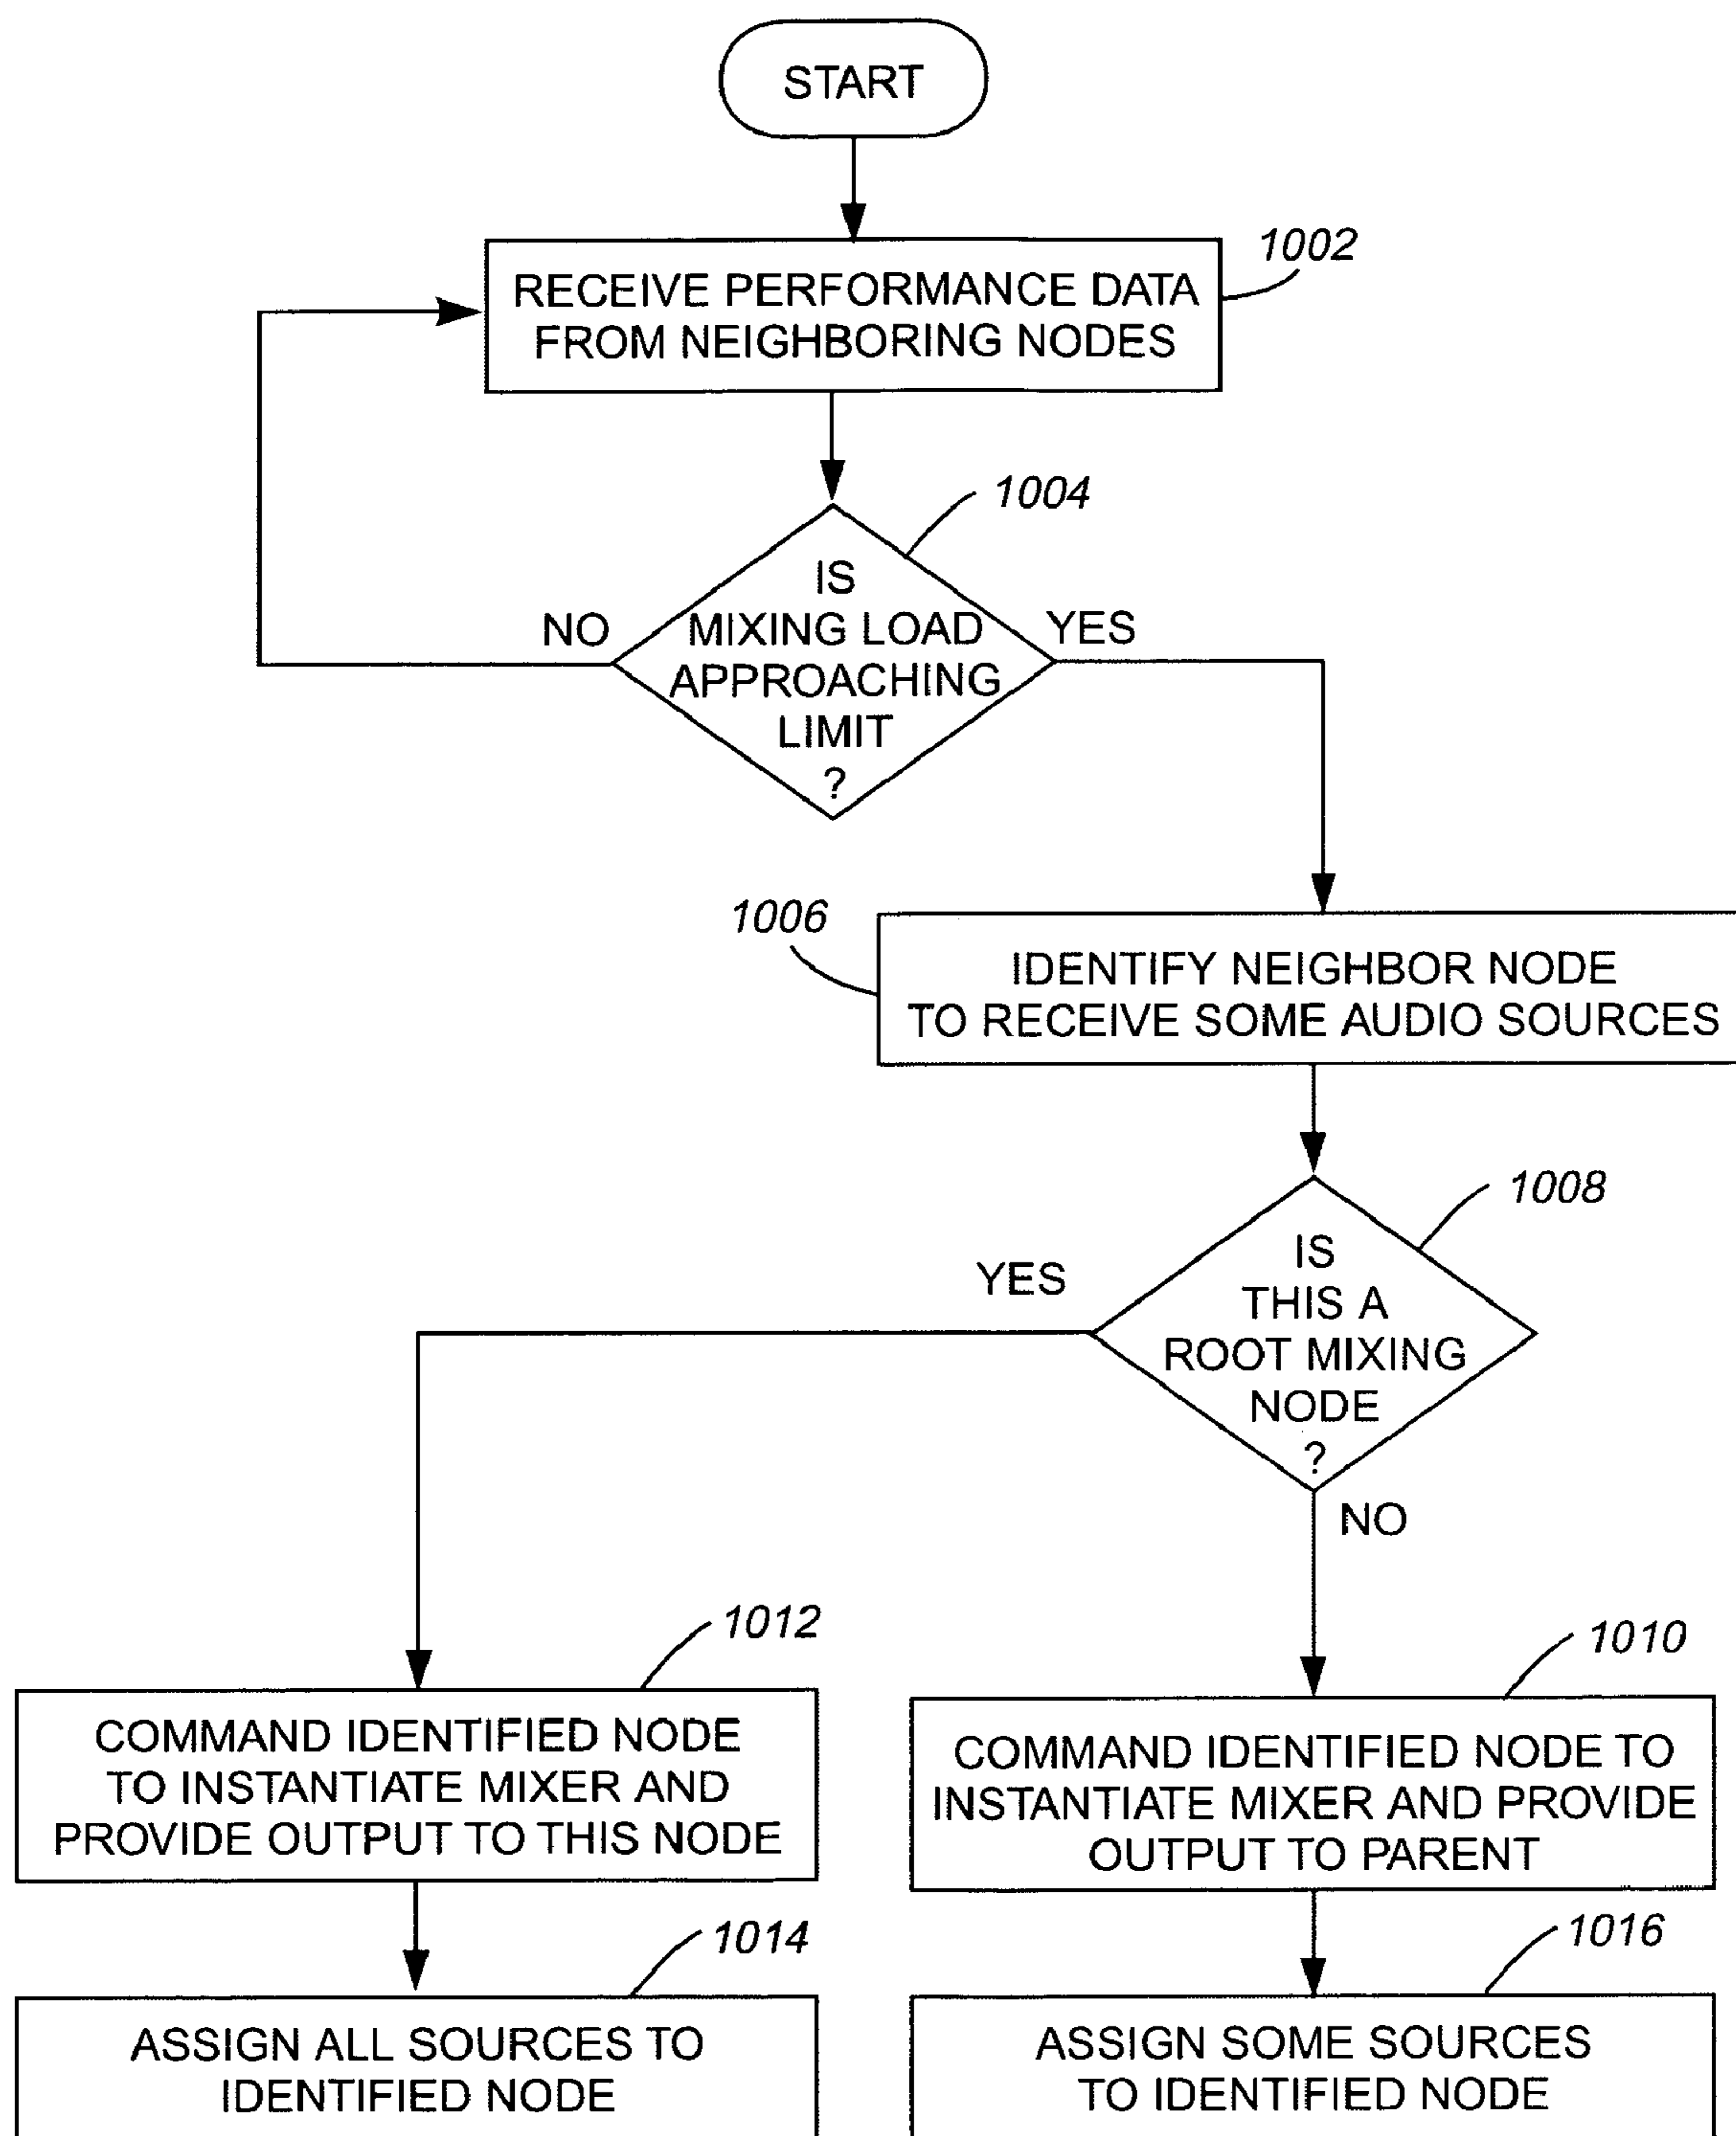 START
1002
RECEIVE PERFORMANCE DATA
FROM NEIGHBORING NODES
1004
IS
MIXING LOAD
APPROACHING
LIMIT
?
NO
YES
1006
IDENTIFY NEIGHBOR NODE
TO RECEIVE SOME AUDIO SOURCES
1008
IS
THIS A
ROOT MIXING
NODE
?
YES
NO
1012
COMMAND IDENTIFIED NODE
TO INSTANTIATE MIXER AND
PROVIDE OUTPUT TO THIS NODE
1010
COMMAND IDENTIFIED NODE TO
INSTANTIATE MIXER AND PROVIDE
OUTPUT TO PARENT
1014
ASSIGN ALL SOURCES TO
IDENTIFIED NODE
1016
ASSIGN SOME SOURCES
TO IDENTIFIED NODE